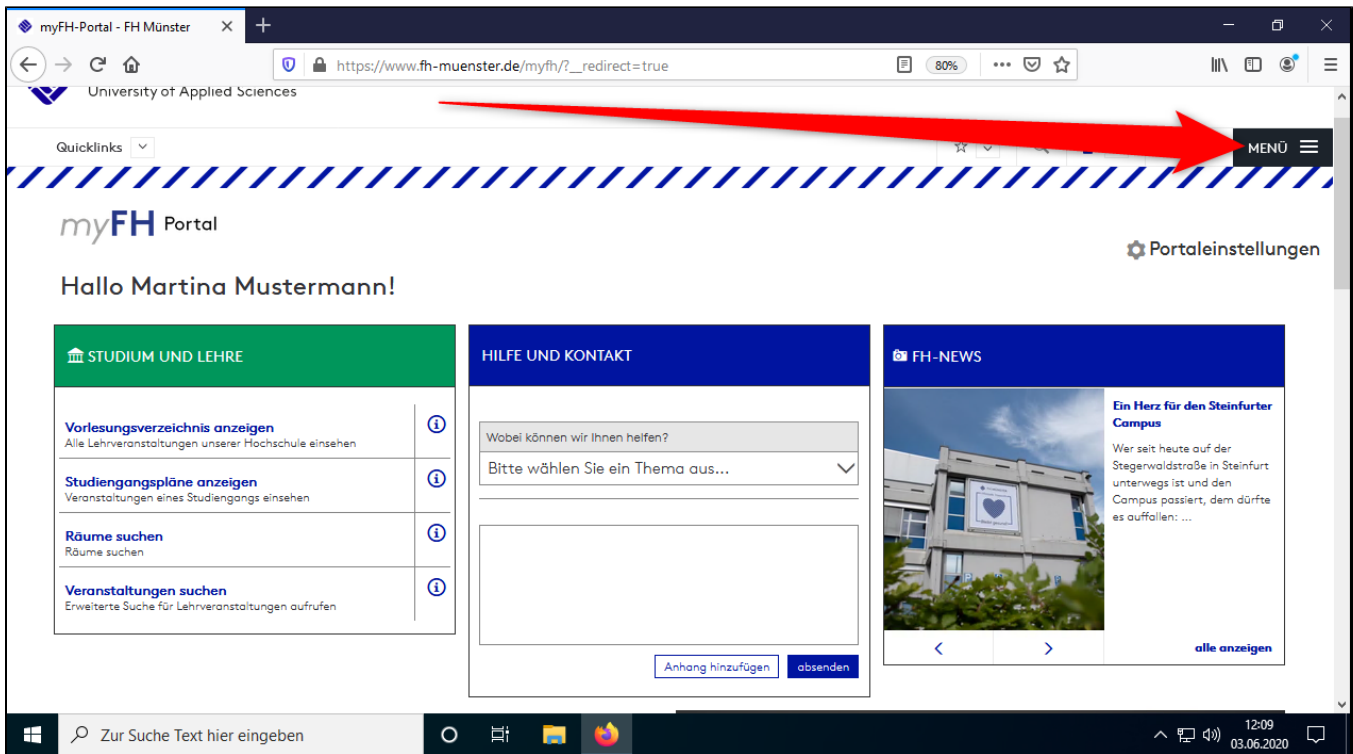 myFH-Portal - FH Münster
https://www.fh-muenster.de/myfh/?__redirect=true
80%
University of Applied Sciences
Quicklinks
MENÜ
myFH Portal
Portaleinstellungen
Hallo Martina Mustermann!
STUDIUM UND LEHRE
Vorlesungsverzeichnis anzeigen
Alle Lehrveranstaltungen unserer Hochschule einsehen
Studiengangspläne anzeigen
Veranstaltungen eines Studiengangs einsehen
Räume suchen
Räume suchen
Veranstaltungen suchen
Erweiterte Suche für Lehrveranstaltungen aufrufen
HILFE UND KONTAKT
Wobei können wir Ihnen helfen?
Bitte wählen Sie ein Thema aus...
Anhang hinzufügen
absenden
FH-NEWS
Ein Herz für den Steinfurter
Campus
Wer seit heute auf der
Stegerwaldstraße in Steinfurt
unterwegs ist und den
Campus passiert, dem dürfte
es auffallen: ...
alle anzeigen
Zur Suche Text hier eingeben
12:09
03.06.2020